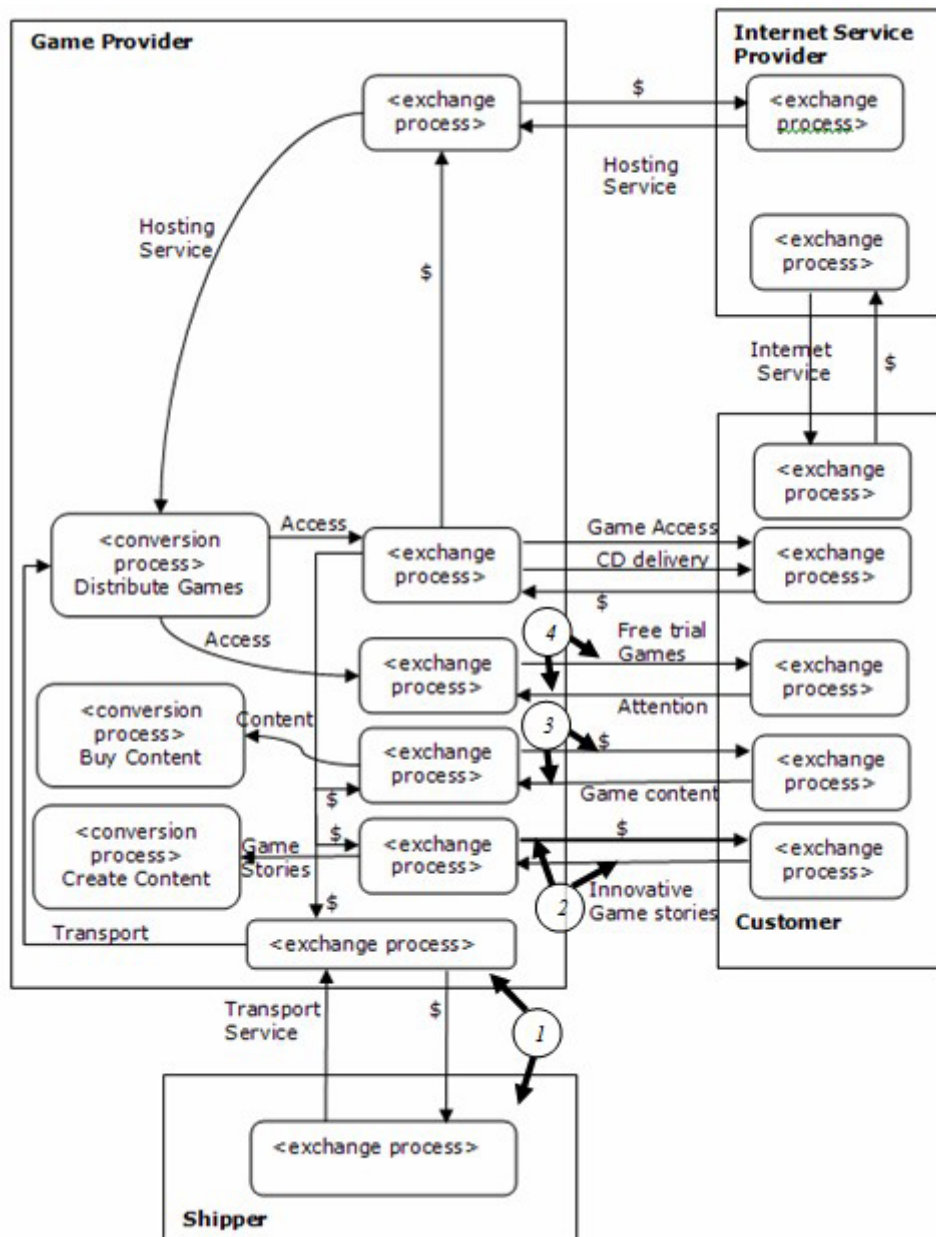 Game Provider
Internet Service
Provider
<exchange
process>
$
<exchange
process>
Hosting
Service
Hosting
Service
$
<exchange
process>
Internet
Service
$
<exchange
process>
<conversion
process>
Distribute Games
Access
<exchange
process>
Game Access
CD delivery
$
<exchange
process>
Access
<exchange
process>
4
Free trial
Games
Attention
<exchange
process>
<conversion
process>
Buy Content
Content
<exchange
process>
$
3
$
Game content
<exchange
process>
<conversion
process>
Create Content
Game
Stories
$
<exchange
process>
$
2
Innovative
Game stories
<exchange
process>
Customer
$
Transport
<exchange process>
Transport
Service
$
1
<exchange process>
Shipper